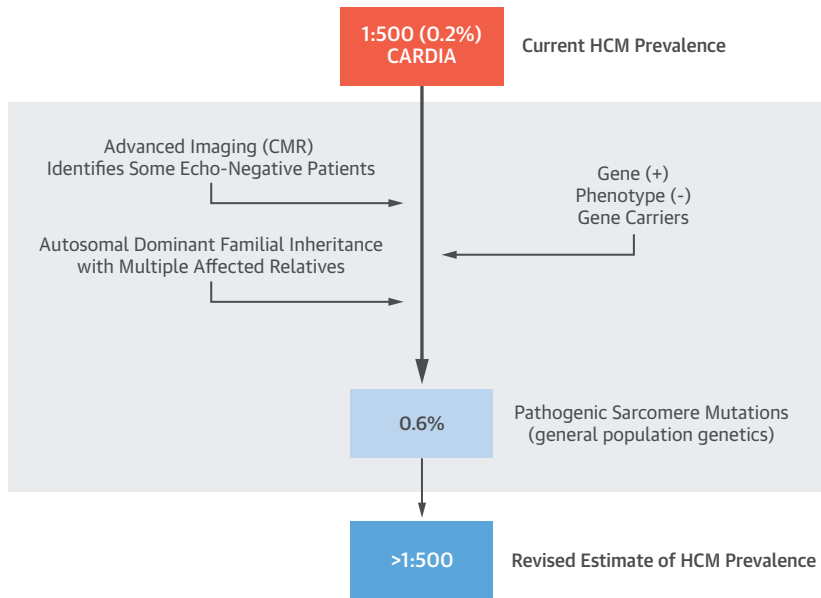 1:500 (0.2%)
CARDIA
Current HCM Prevalence
Advanced Imaging (CMR)
Identifies Some Echo-Negative Patients
Gene (+)
Phenotype (-)
Gene Carriers
Autosomal Dominant Familial Inheritance
with Multiple Affected Relatives
0.6%
Pathogenic Sarcomere Mutations
(general population genetics)
>1:500
Revised Estimate of HCM Prevalence